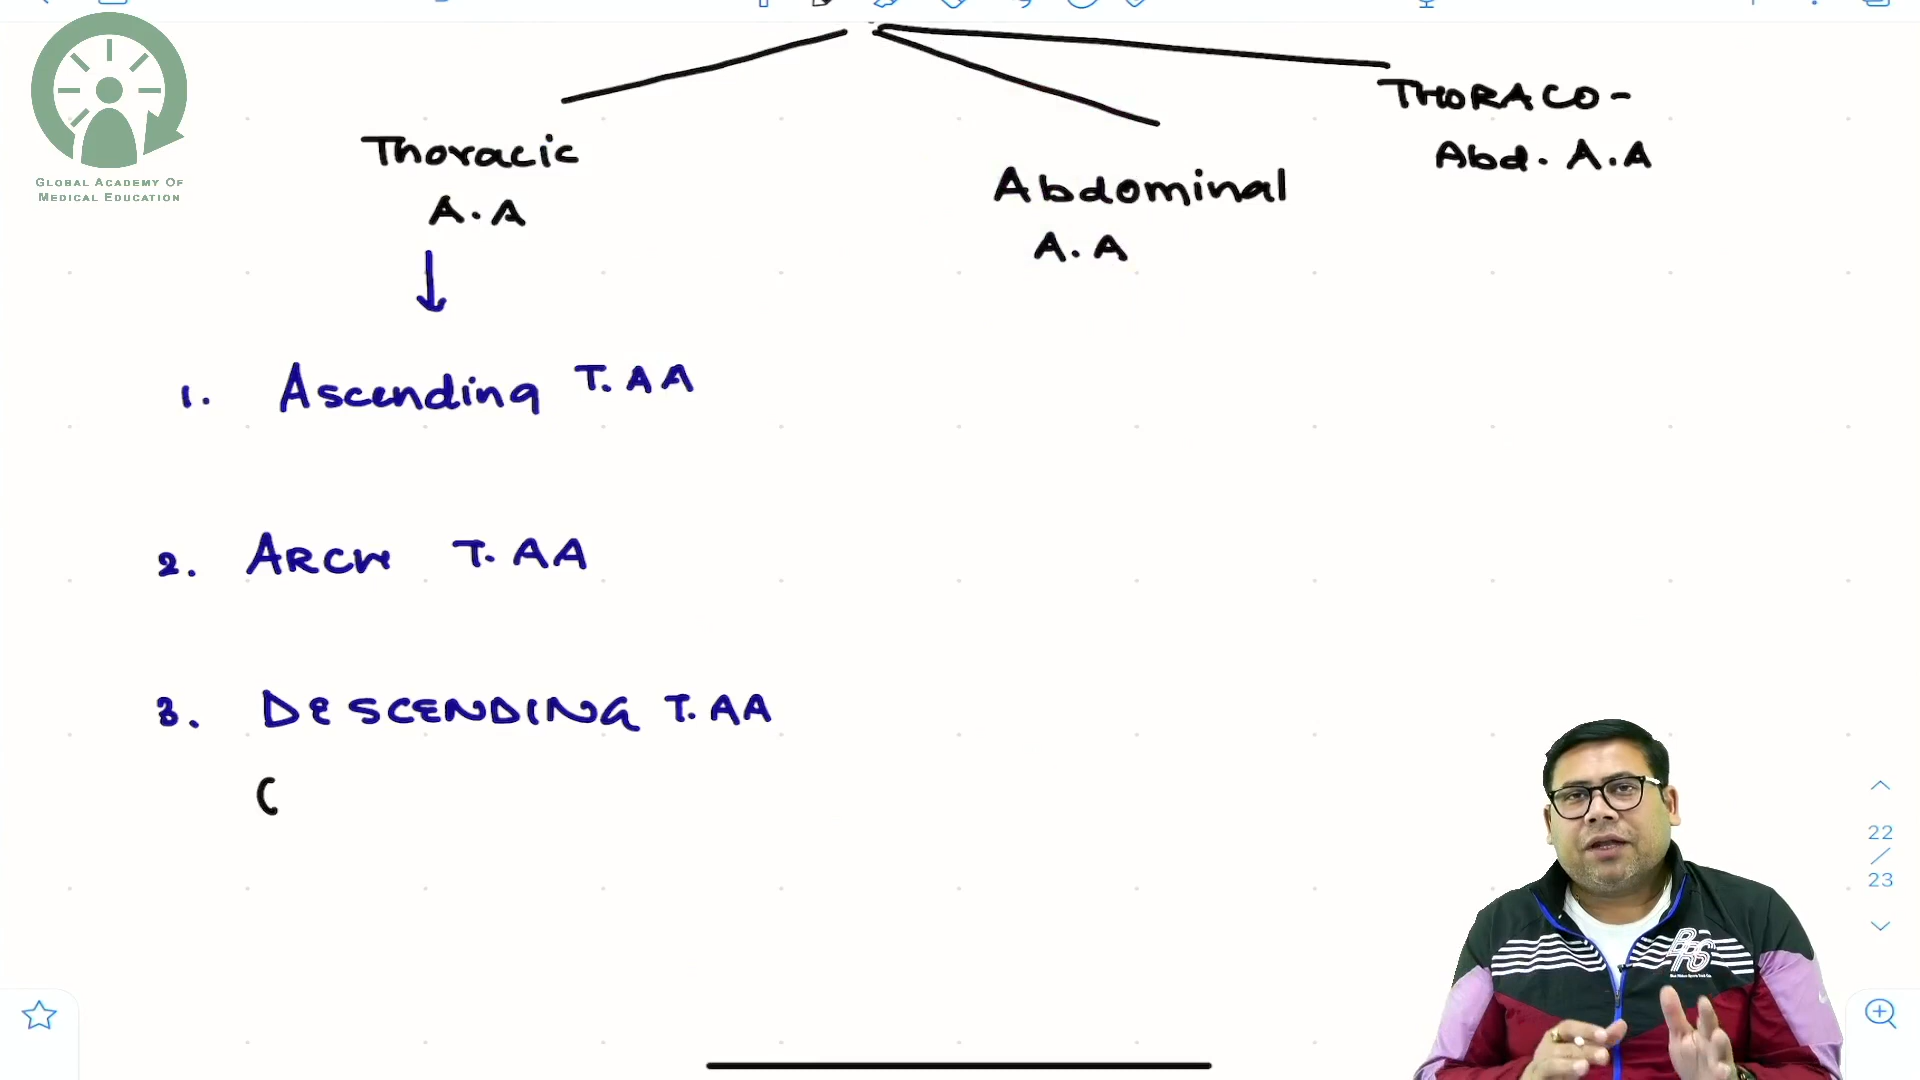 GLOBAL ACADEMY OF
MEDICAL EDUCATION
Thoracic
A.A
Abdominal
A.A
THORACO-
Abd. A.A
1. Ascending T.AA
2. ARCH T.AA
3. DESCENDING T.AA
(
22
/
23